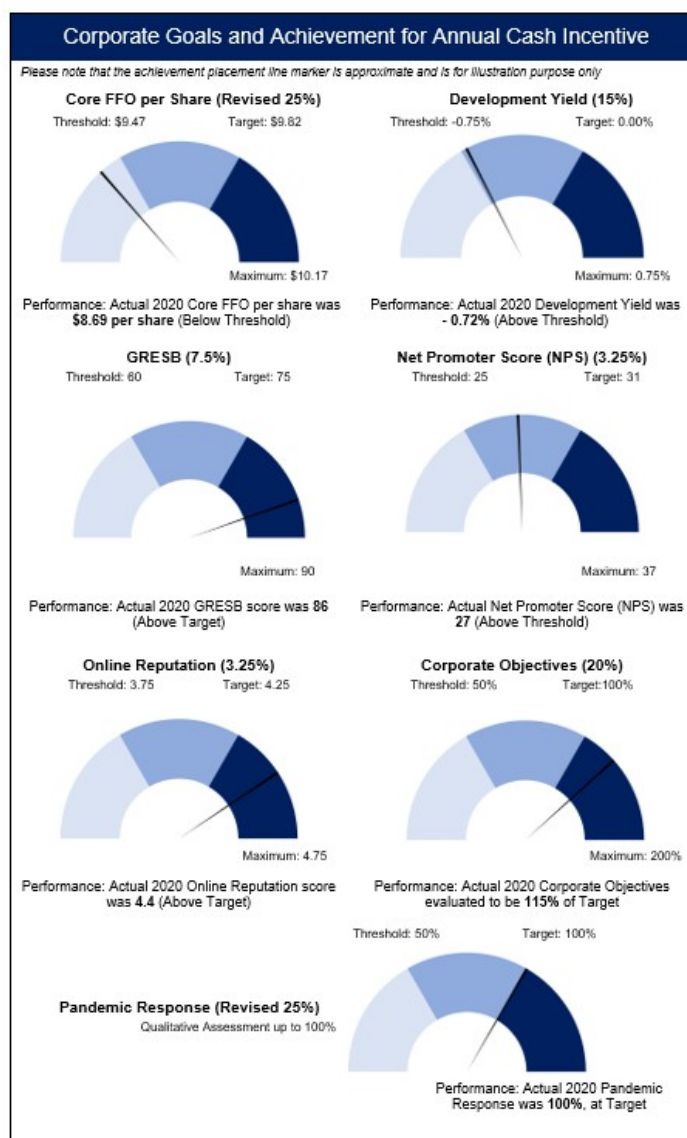 Corporate Goals and Achievement for Annual Cash Incentive
Please note that the achievement placement line marker is approximate and is for illustration purpose only
Core FFO per Share (Revised 25%)
Threshold: $9.47
Target: $9.82
Maximum: $10.17
Performance: Actual 2020 Core FFO per share was
$8.69 per share (Below Threshold)
Development Yield (15%)
Threshold: -0.75%
Target: 0.00%
Maximum: 0.75%
Performance: Actual 2020 Development Yield was
- 0.72% (Above Threshold)
GRESB (7.5%)
Threshold: 60
Target: 75
Maximum: 90
Performance: Actual 2020 GRESB score was 86
(Above Target)
Net Promoter Score (NPS) (3.25%)
Threshold: 25
Target: 31
Maximum: 37
Performance: Actual Net Promoter Score (NPS) was
27 (Above Threshold)
Online Reputation (3.25%)
Threshold: 3.75
Target: 4.25
Maximum: 4.75
Performance: Actual 2020 Online Reputation score
was 4.4 (Above Target)
Corporate Objectives (20%)
Threshold: 50%
Target:100%
Maximum: 200%
Performance: Actual 2020 Corporate Objectives
evaluated to be 115% of Target
Pandemic Response (Revised 25%)
Qualitative Assessment up to 100%
Threshold: 50%
Target: 100%
Performance: Actual 2020 Pandemic
Response was 100%, at Target